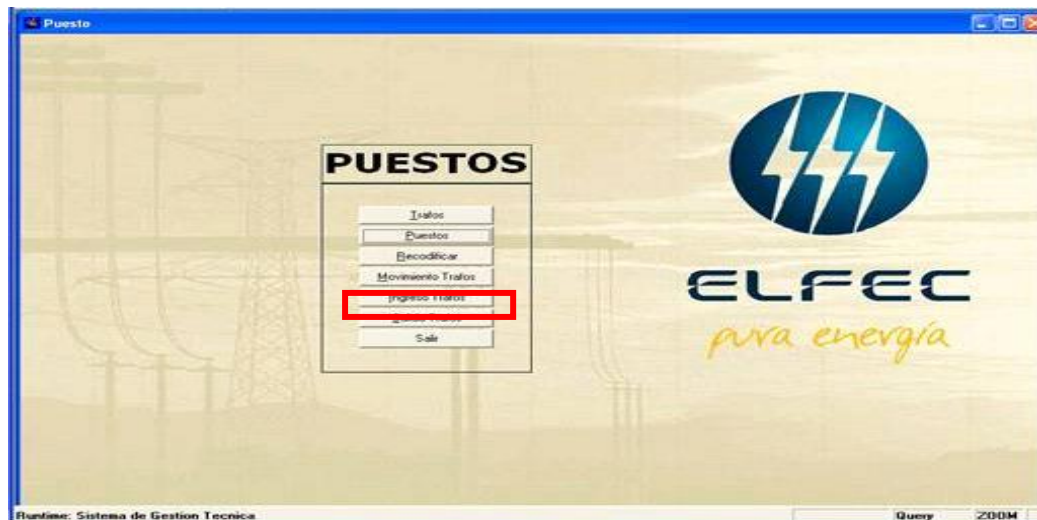 Puesto
PUESTOS
Trafos
Puestos
Recodificar
Movimiento Trafos
Ingreso Trafos
Salir
ELFEC
pura energía
Runtime: Sistema de Gestion Tecnica
Query
ZOOM